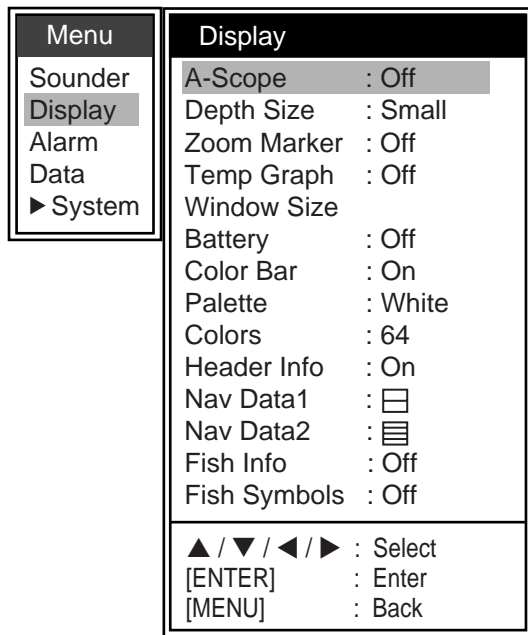 Menu
Sounder
Display
Alarm
Data
▶ System
Display
A-Scope : Off
Depth Size : Small
Zoom Marker : Off
Temp Graph : Off
Window Size
Battery : Off
Color Bar : On
Palette : White
Colors : 64
Header Info : On
Nav Data1 :
Nav Data2 :
Fish Info : Off
Fish Symbols : Off
▲ / ▼ / ◀ / ▶ : Select
[ENTER] : Enter
[MENU] : Back